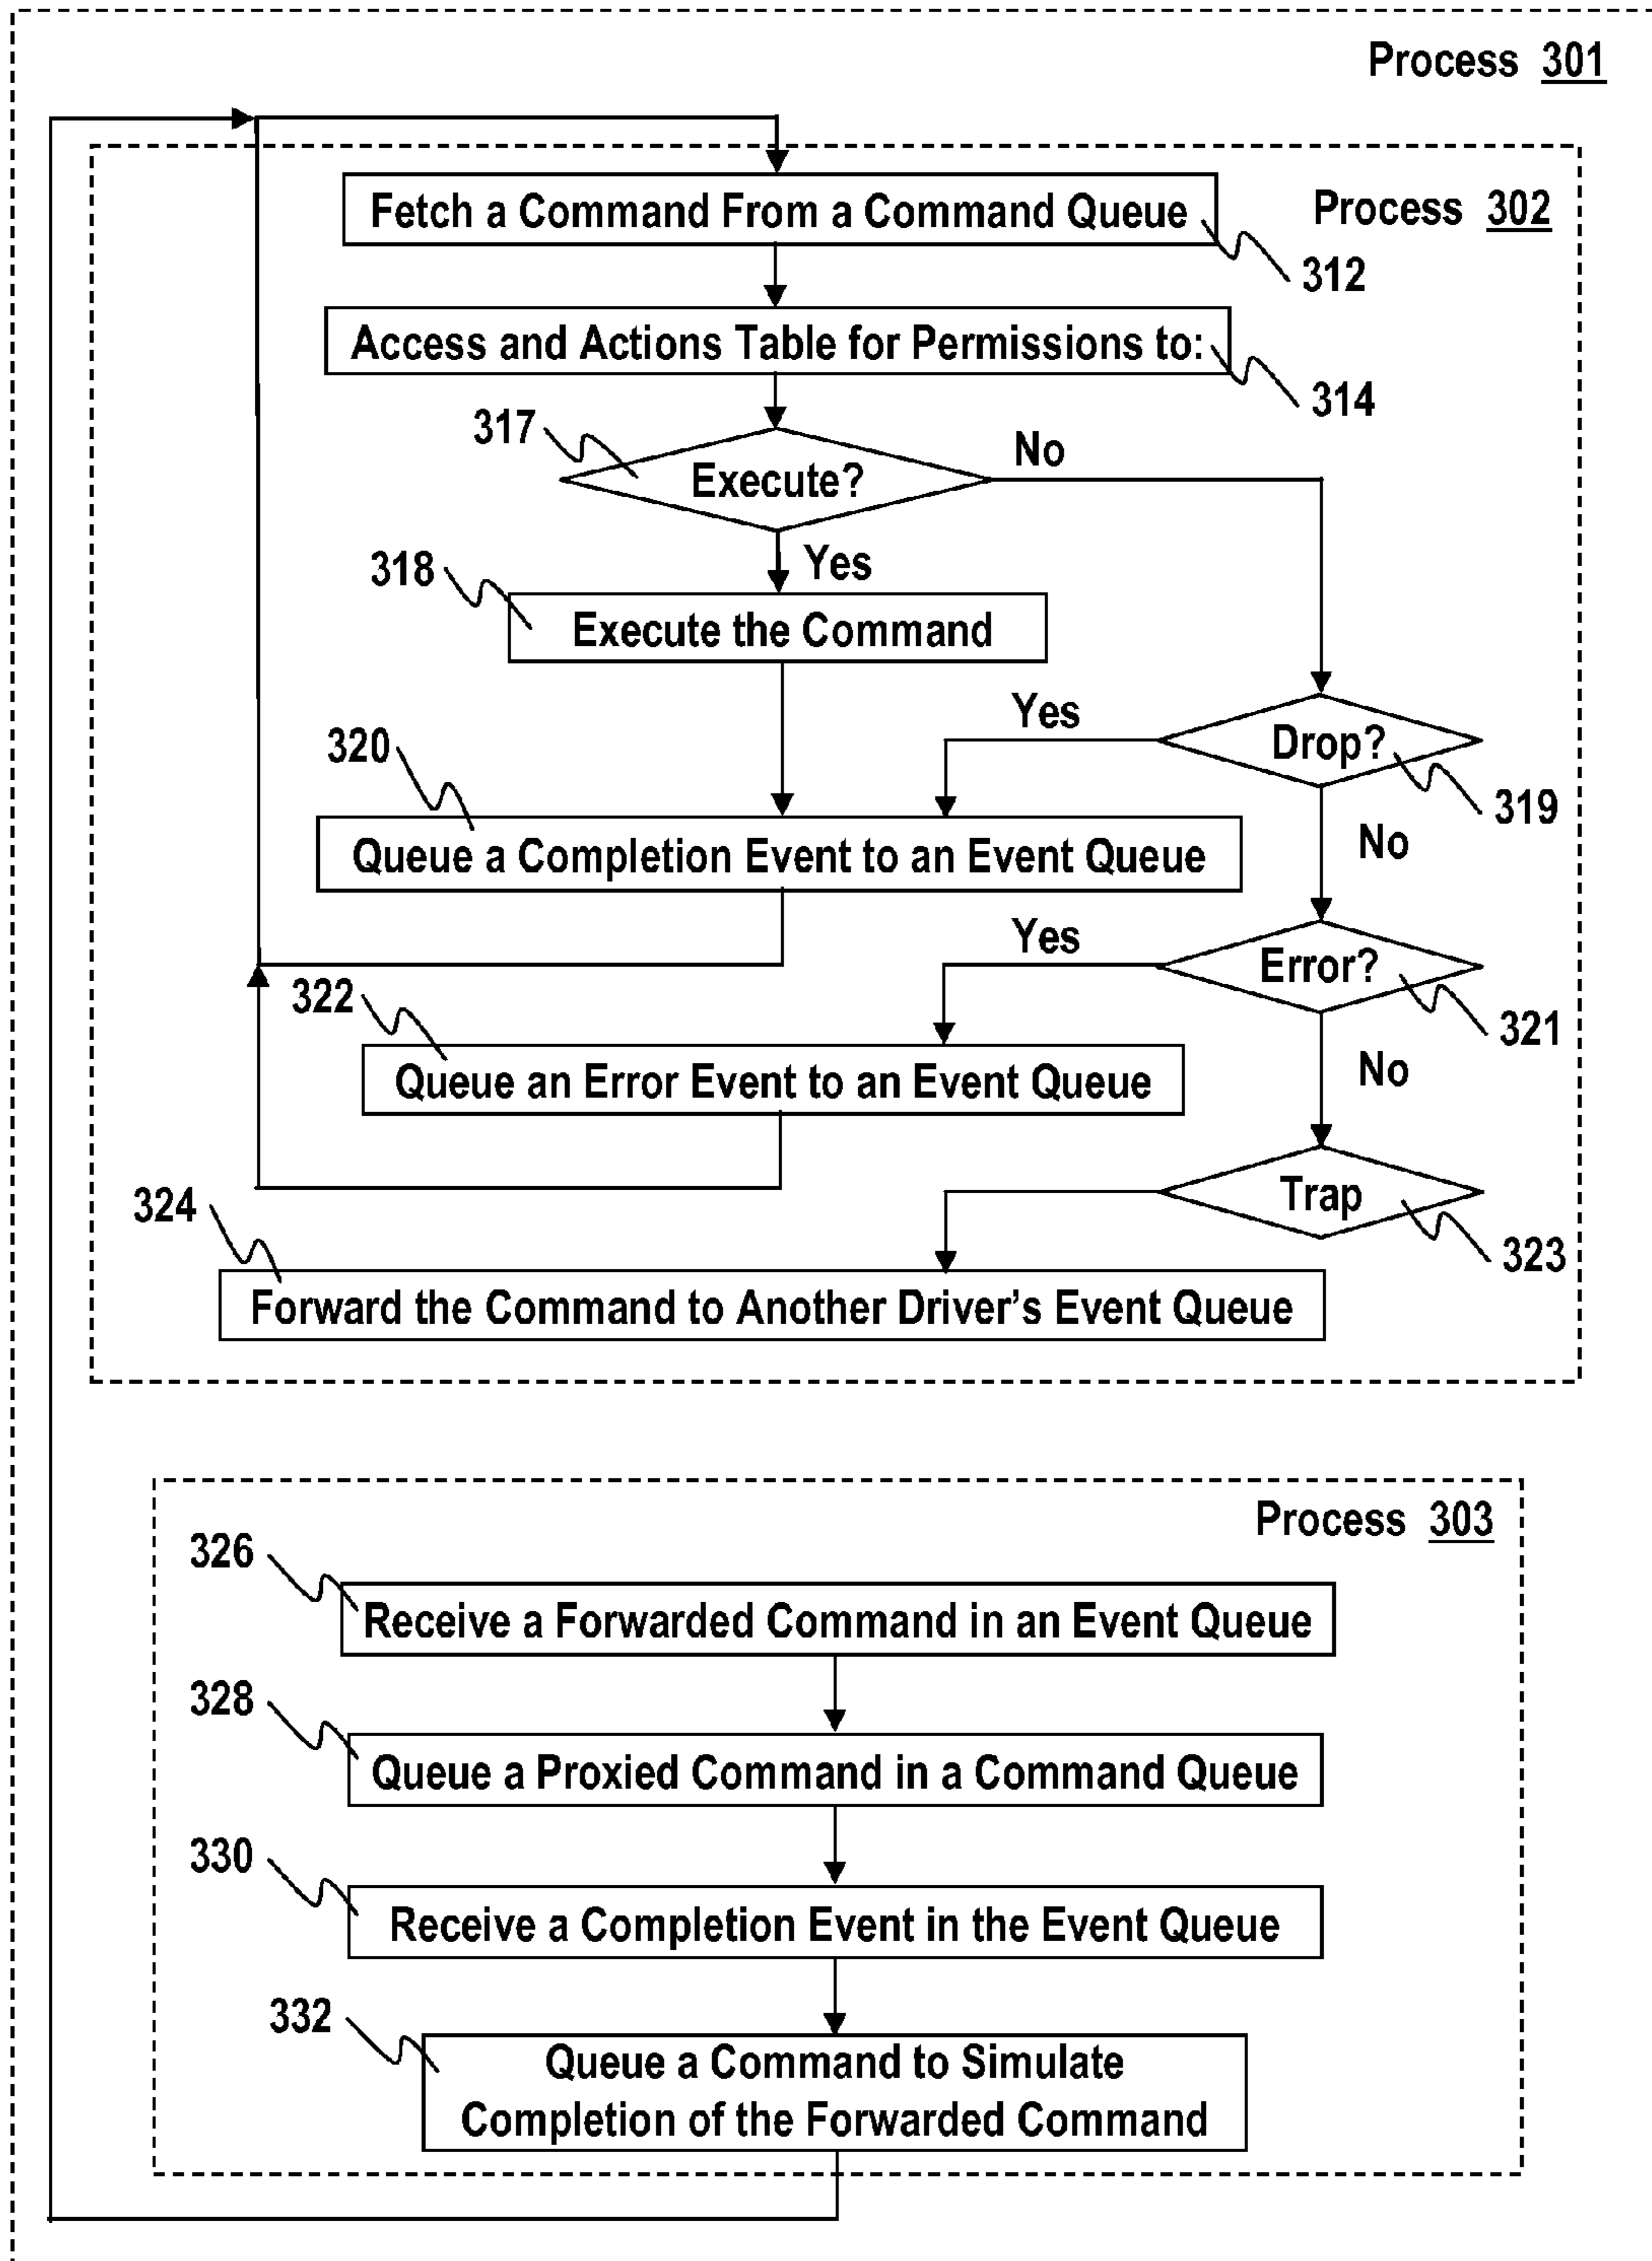 Process 301
Fetch a Command From a Command Queue
Process 302
312
Access and Actions Table for Permissions to:
314
317
Execute?
No
Yes
318
Execute the Command
Yes
Drop?
319
320
Queue a Completion Event to an Event Queue
No
Yes
Error?
321
322
Queue an Error Event to an Event Queue
No
Trap
323
324
Forward the Command to Another Driver's Event Queue
Process 303
326
Receive a Forwarded Command in an Event Queue
328
Queue a Proxied Command in a Command Queue
330
Receive a Completion Event in the Event Queue
332
Queue a Command to Simulate
Completion of the Forwarded Command